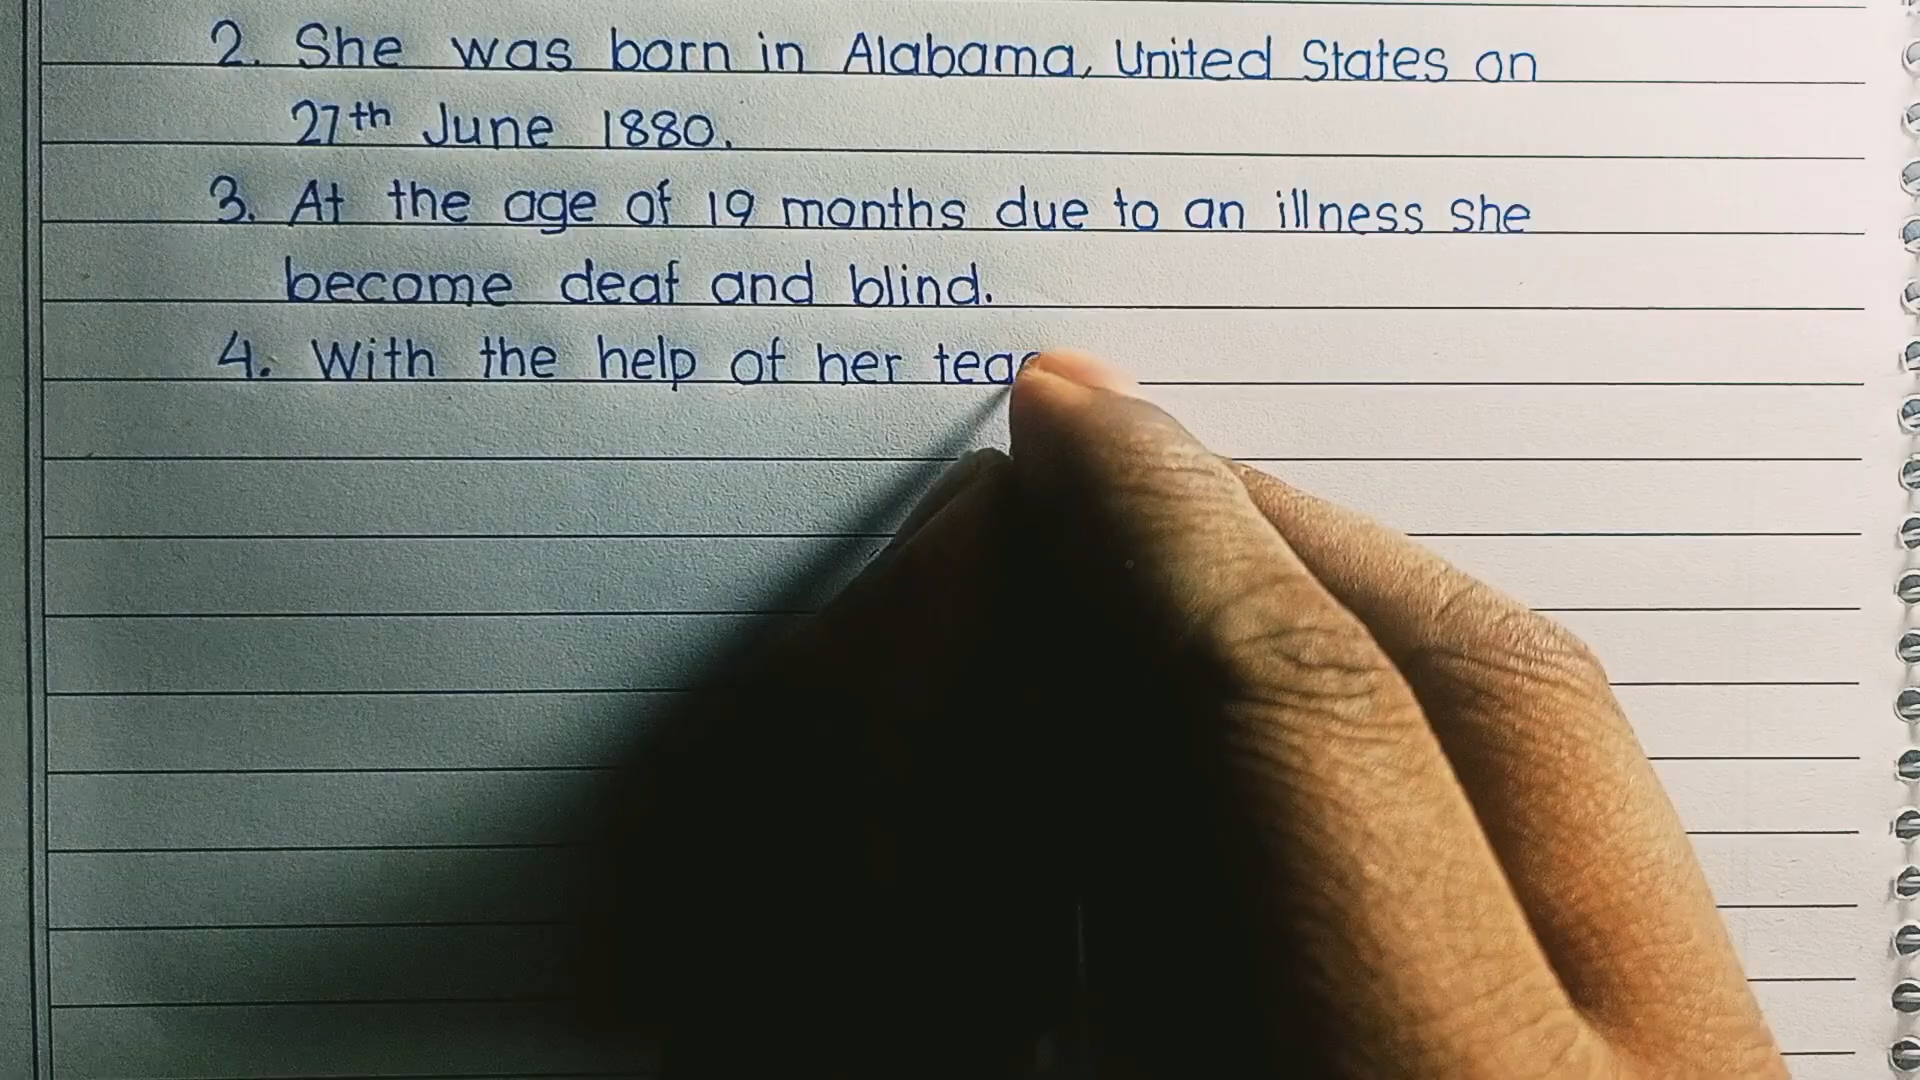 2. She was born in Alabama, United States on
27th June 1880.
3. At the age of 19 months due to an illness she
become deaf and blind.
4. With the help of her teac